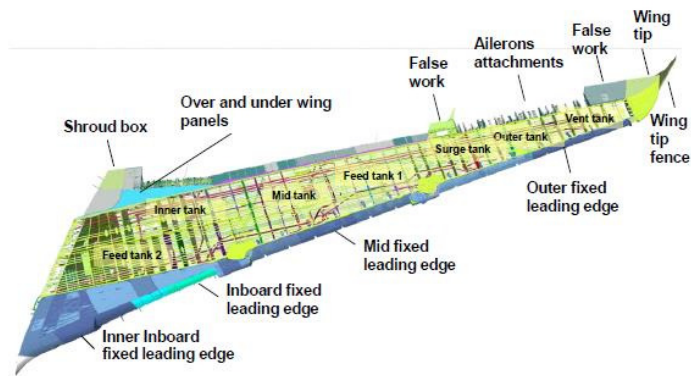 Wing
tip
False
work
Ailerons
attachments
False
work
Over and under wing
panels
Shroud box
Vent tank
Outer tank
Surge tank
Wing
tip
fence
Feed tank 1
Outer fixed
leading edge
Mid tank
Inner tank
Mid fixed
leading edge
Feed tank 2
Inboard fixed
leading edge
Inner Inboard
fixed leading edge